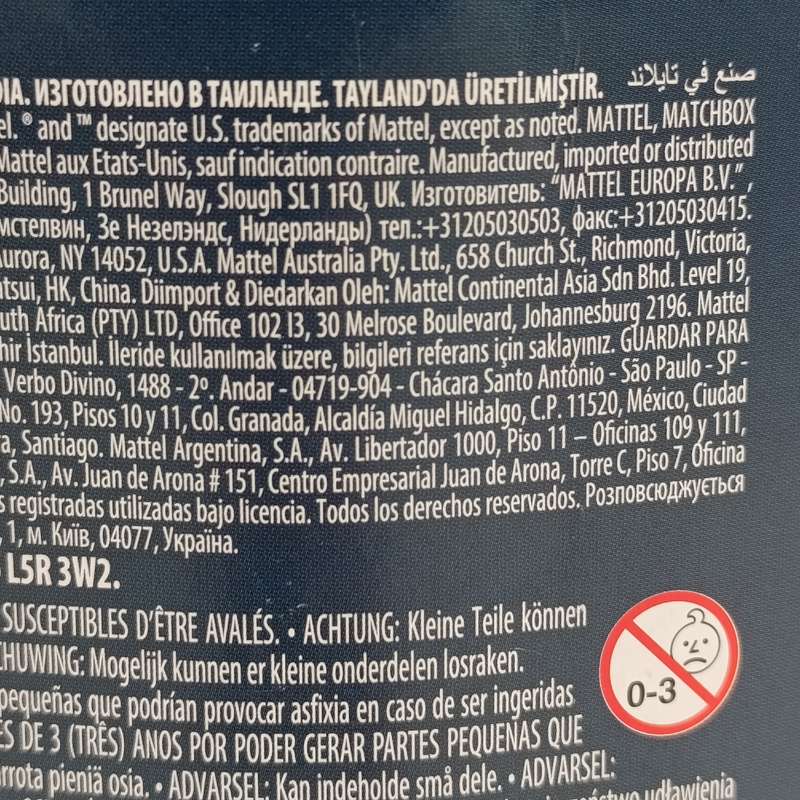 DIA. ИЗГОТОВЛЕНО В ТАИЛАНДЕ. TAYLAND'DA ÜRETİLMİŞTİR. صنع في تايلاند
el. ® and ™ designate U.S. trademarks of Mattel, except as noted. MATTEL, MATCHBOX
Mattel aux Etats-Unis, sauf indication contraire. Manufactured, imported or distributed
Building, 1 Brunel Way, Slough SL1 1FQ, UK. Изготовитель: "MATTEL EUROPA B.V.",
мстелвин, Зе Незелэндс, Нидерланды) тел.:+31205030503, факс:+31205030415.
Aurora, NY 14052, U.S.A. Mattel Australia Pty. Ltd., 658 Church St., Richmond, Victoria,
atsui, HK, China. Diimport & Diedarkan Oleh: Mattel Continental Asia Sdn Bhd. Level 19,
uth Africa (PTY) LTD, Office 102 I3, 30 Melrose Boulevard, Johannesburg 2196. Mattel
hir İstanbul. İleride kullanılmak üzere, bilgileri referans için saklayınız. GUARDAR PARA
Verbo Divino, 1488 - 2º. Andar - 04719-904 - Chácara Santo Antônio - São Paulo - SP -
No. 193, Pisos 10 y 11, Col. Granada, Alcaldía Miguel Hidalgo, C.P. 11520, México, Ciudad
a, Santiago. Mattel Argentina, S.A., Av. Libertador 1000, Piso 11 – Oficinas 109 y 111,
, S.A., Av. Juan de Arona # 151, Centro Empresarial Juan de Arona, Torre C, Piso 7, Oficina
s registradas utilizadas bajo licencia. Todos los derechos reservados. Розповсюджується
, 1, м. Київ, 04077, Україна.
L5R 3W2.
SUSCEPTIBLES D'ÊTRE AVALÉS. • ACHTUNG: Kleine Teile können
CHUWING: Mogelijk kunnen er kleine onderdelen losraken.
pequeñas que podrían provocar asfixia en caso de ser ingeridas
ES DE 3 (TRÊS) ANOS POR PODER GERAR PARTES PEQUENAS QUE
irrota pieniä osia. • ADVARSEL: Kan indeholde små dele. • ADVARSEL:
udławienia
0-3